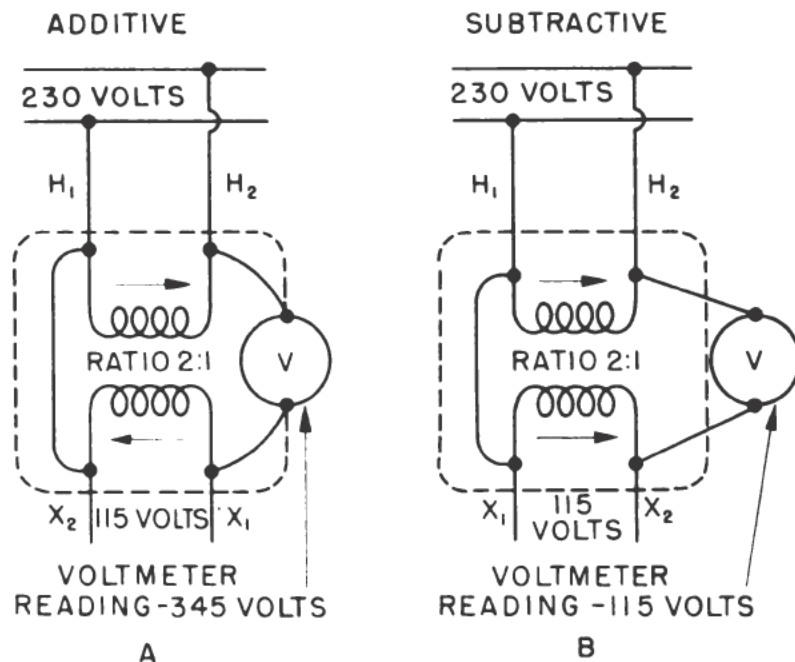 ADDITIVE
230 VOLTS
H₁
H₂
RATIO 2:1
V
X₂
115 VOLTS
X₁
VOLTMETER
READING-345 VOLTS
A
SUBTRACTIVE
230 VOLTS
H₁
H₂
RATIO 2:1
V
X₁
115
VOLTS
X₂
VOLTMETER
READING -115 VOLTS
B